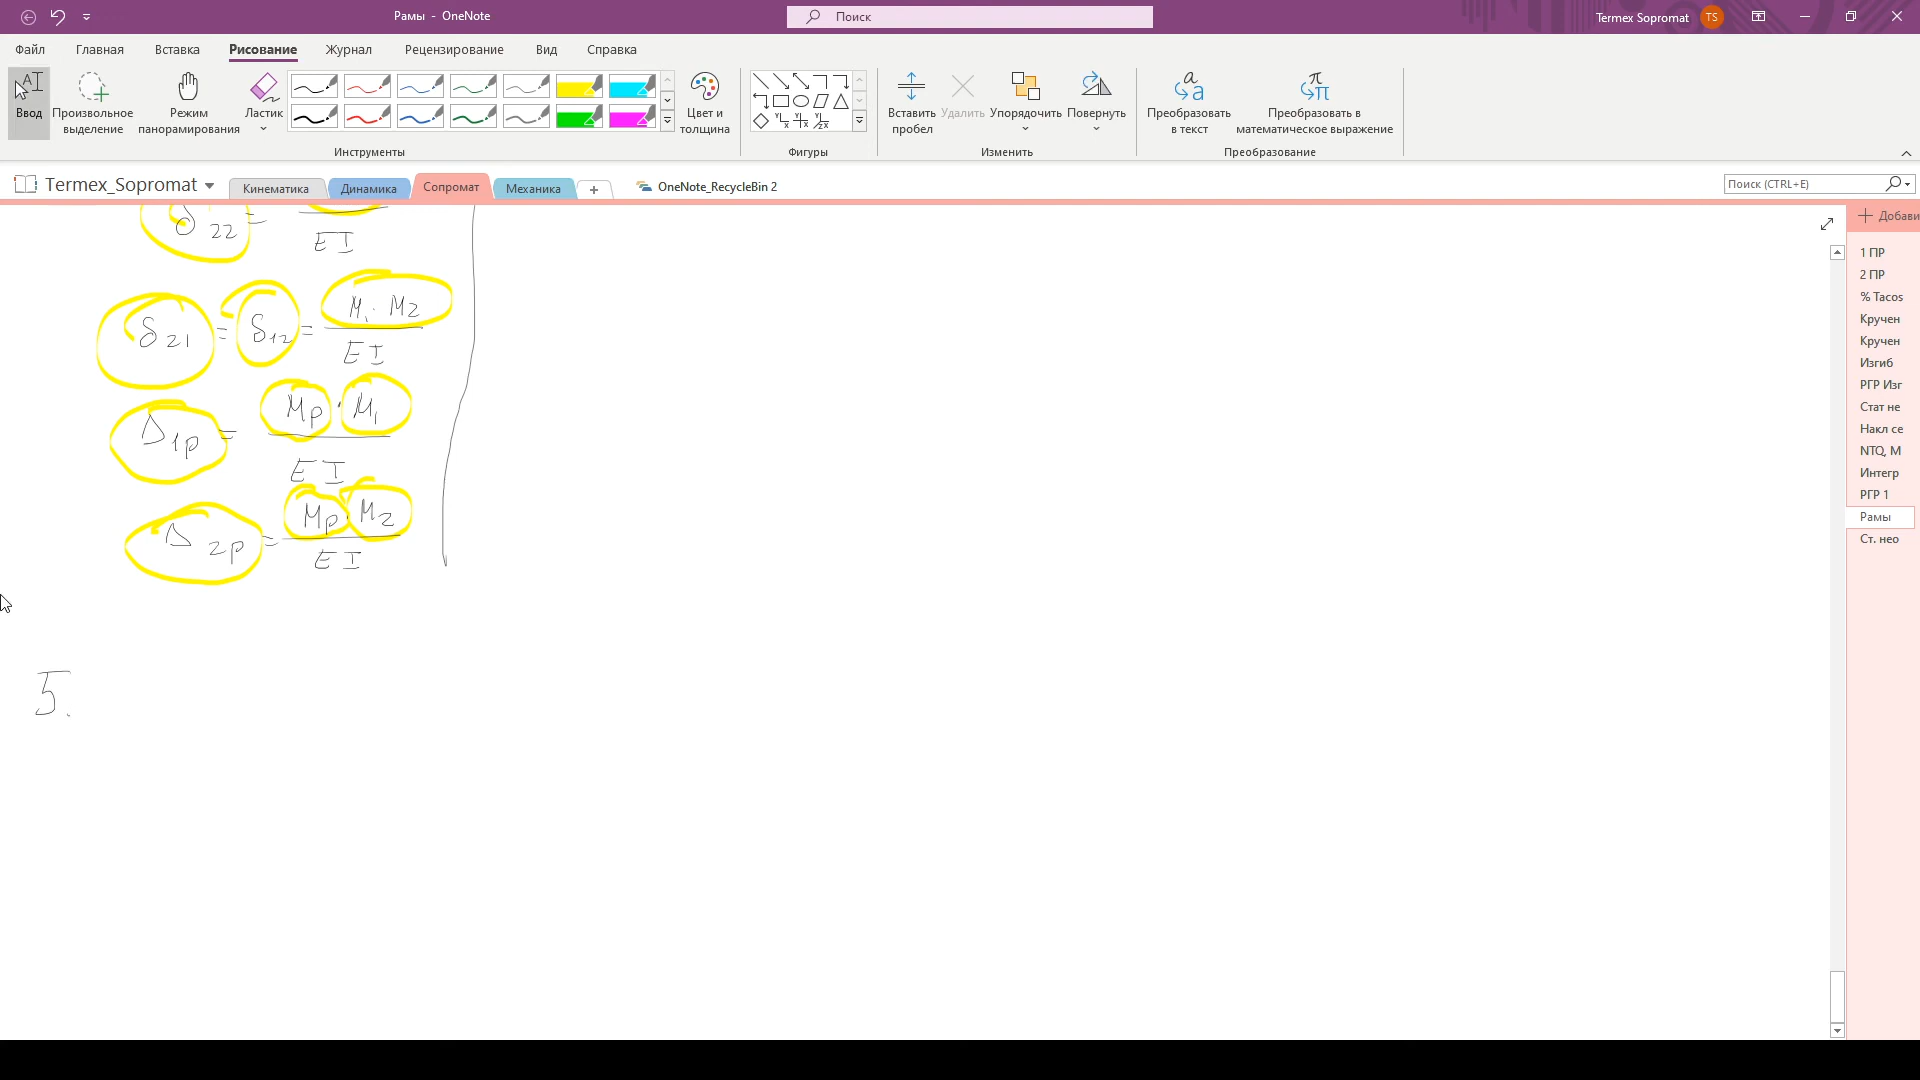 Рамы - OneNote
Поиск
Termex Sopromat
TS
Файл
Главная
Вставка
Рисование
Журнал
Рецензирование
Вид
Справка
Ввод
Произвольное выделение
Режим панорамирования
Ластик
Цвет и толщина
Вставить пробел
Удалить
Упорядочить
Повернуть
Преобразовать в текст
Преобразовать в математическое выражение
Инструменты
Фигуры
Изменить
Преобразование
Termex_Sopromat
Кинематика
Динамика
Сопромат
Механика
OneNote_RecycleBin 2
Поиск (CTRL+E)
Добави
1 ПР
2 ПР
% Tacos
Кручен
Кручен
Изгиб
РГР Изг
Стат не
Накл се
NTQ, M
Интегр
РГР 1
Рамы
Ст. нео
δ22 =
EI
δ21 = δ12 = M1 · M2
EI
Δ1p = Mp · M1
EI
Δ2p = Mp · M2
EI
5.